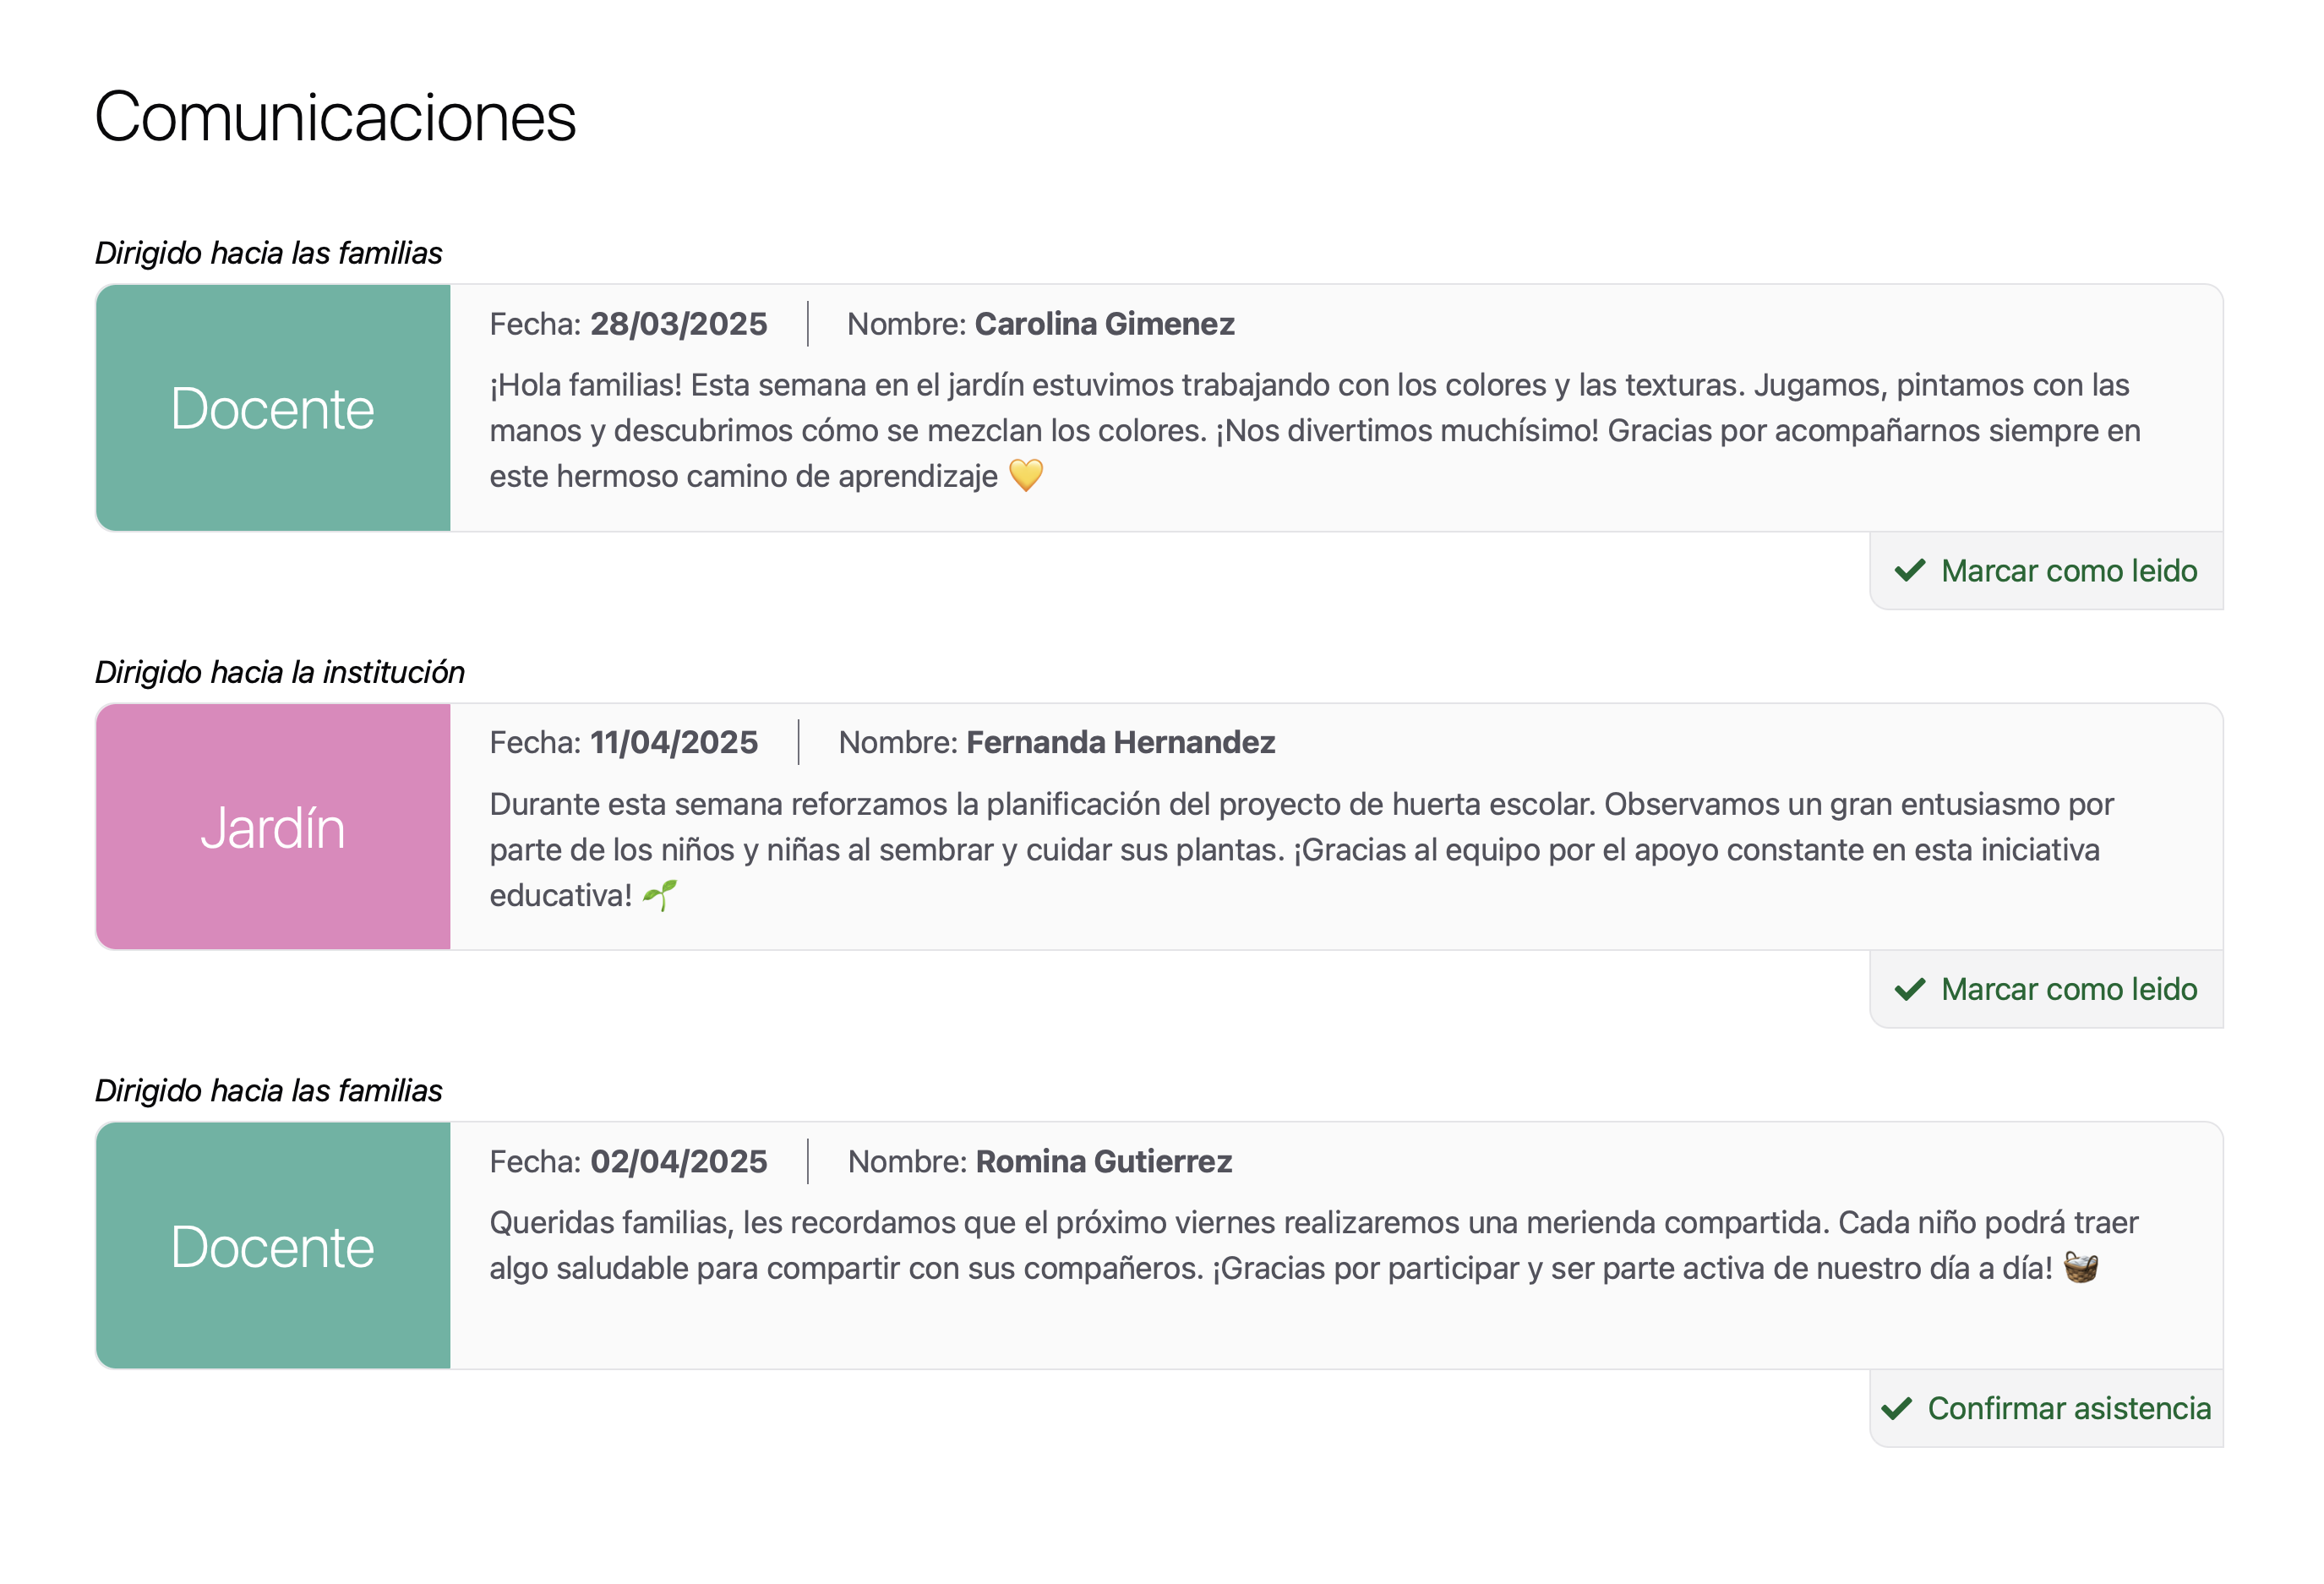 Comunicaciones
Dirigido hacia las familias
Docente
Fecha: 28/03/2025 Nombre: Carolina Gimenez
¡Hola familias! Esta semana en el jardín estuvimos trabajando con los colores y las texturas. Jugamos, pintamos con las
manos y descubrimos cómo se mezclan los colores. ¡Nos divertimos muchísimo! Gracias por acompañarnos siempre en
este hermoso camino de aprendizaje 💛
Marcar como leido
Dirigido hacia la institución
Jardín
Fecha: 11/04/2025 Nombre: Fernanda Hernandez
Durante esta semana reforzamos la planificación del proyecto de huerta escolar. Observamos un gran entusiasmo por
parte de los niños y niñas al sembrar y cuidar sus plantas. ¡Gracias al equipo por el apoyo constante en esta iniciativa
educativa! 🌱
Marcar como leido
Dirigido hacia las familias
Docente
Fecha: 02/04/2025 Nombre: Romina Gutierrez
Queridas familias, les recordamos que el próximo viernes realizaremos una merienda compartida. Cada niño podrá traer
algo saludable para compartir con sus compañeros. ¡Gracias por participar y ser parte activa de nuestro día a día! 🧺
Confirmar asistencia